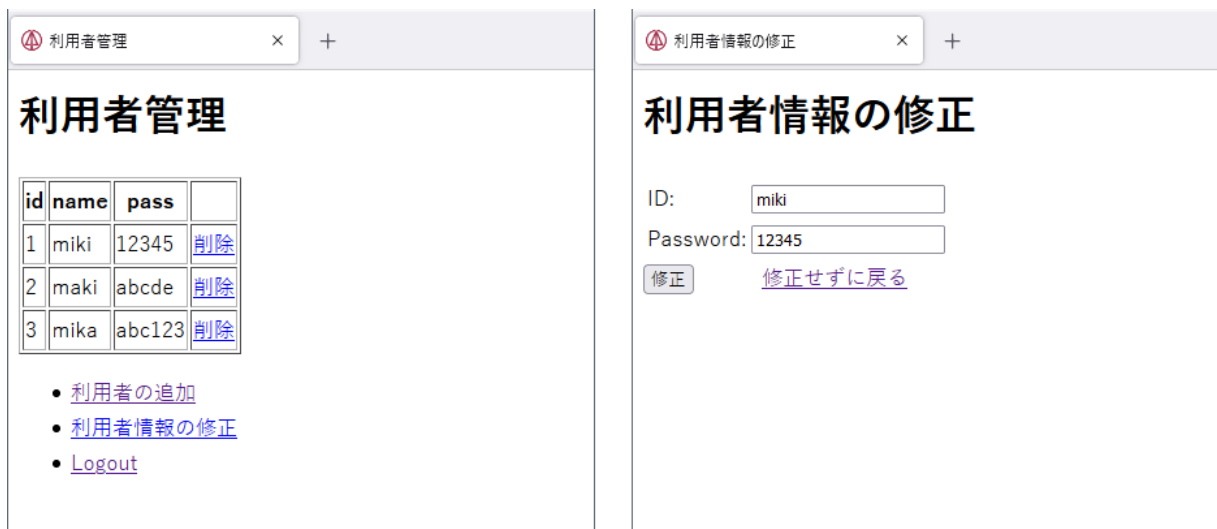 利用者管理
利用者管理
id name pass
1 miki 12345 削除
2 maki abcde 削除
3 mika abc123 削除
利用者の追加
利用者情報の修正
Logout
利用者情報の修正
利用者情報の修正
ID: miki
Password: 12345
修正 修正せずに戻る